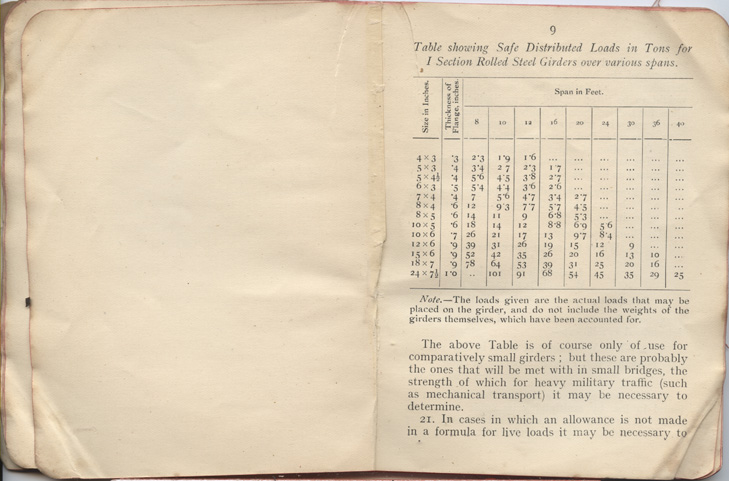 9
Table showing Safe Distributed Loads in Tons for
I Section Rolled Steel Girders over various spans.
Size in Inches. Thickness of Flange, inches. Span in Feet.
8 10 12 16 20 24 30 36 40
4 × 3 ·3 2·3 1·9 1·6 ... ... ... ... ... ...
5 × 3 ·4 3·4 2 7 2·3 1·7 ... ... ... ... ...
5 × 4½ ·4 5·6 4·5 3·8 2·7 ... ... ... ... ...
6 × 3 ·5 5·4 4·4 3·6 2·6 ... ... ... ... ...
7 × 4 ·4 7 5·6 4·7 3·4 2·7 ... ... ... ...
8 × 4 ·6 12 9·3 7·7 5·7 4·5 ... ... ... ...
8 × 5 ·6 14 11 9 6·8 5·3 ... ... ... ...
10 × 5 ·6 18 14 12 8·8 6·9 5·6 ... ... ...
10 × 6 ·7 26 21 17 13 9·7 8·4 ... ... ...
12 × 6 ·9 39 31 26 19 15 12 9 ... ...
15 × 6 ·9 52 42 35 26 20 16 13 10 ...
18 × 7 ·9 78 64 53 39 31 25 20 16 ...
24 × 7½ 1·0 .. 101 91 68 54 45 35 29 25
Note.—The loads given are the actual loads that may be
placed on the girder, and do not include the weights of the
girders themselves, which have been accounted for.
The above Table is of course only of use for
comparatively small girders ; but these are probably
the ones that will be met with in small bridges, the
strength of which for heavy military traffic (such
as mechanical transport) it may be necessary to
determine.
21. In cases in which an allowance is not made
in a formula for live loads it may be necessary to